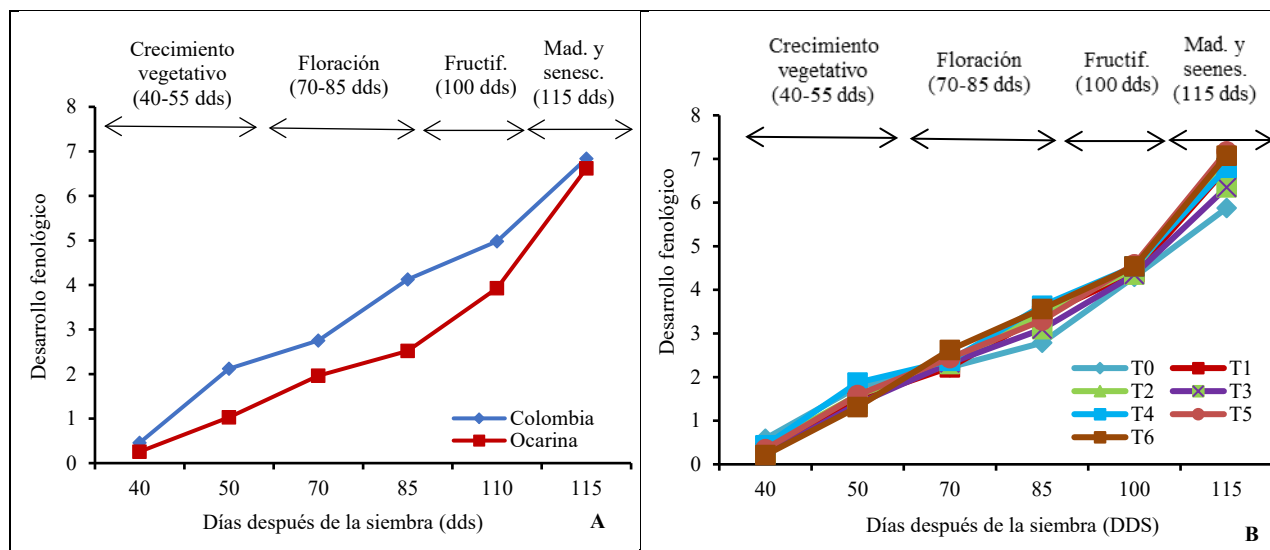 Crecimiento
vegetativo
(40-55 dds)
Floración
(70-85 dds)
Fructif.
(100 dds)
Mad. y
senesc.
(115 dds)
Desarrollo fenológico
8
7
6
5
4
3
2
1
0
Colombia
Ocarina
40 50 70 85 110 115
Días después de la siembra (dds)
A
Crecimiento
vegetativo
(40-55 dds)
Floración
(70-85 dds)
Fructif.
(100 dds)
Mad. y
seenes.
(115 dds)
Desarrollo fenológico
8
7
6
5
4
3
2
1
0
T0 T1
T2 T3
T4 T5
T6
40 50 70 85 100 115
Días después de la siembra (DDS)
B